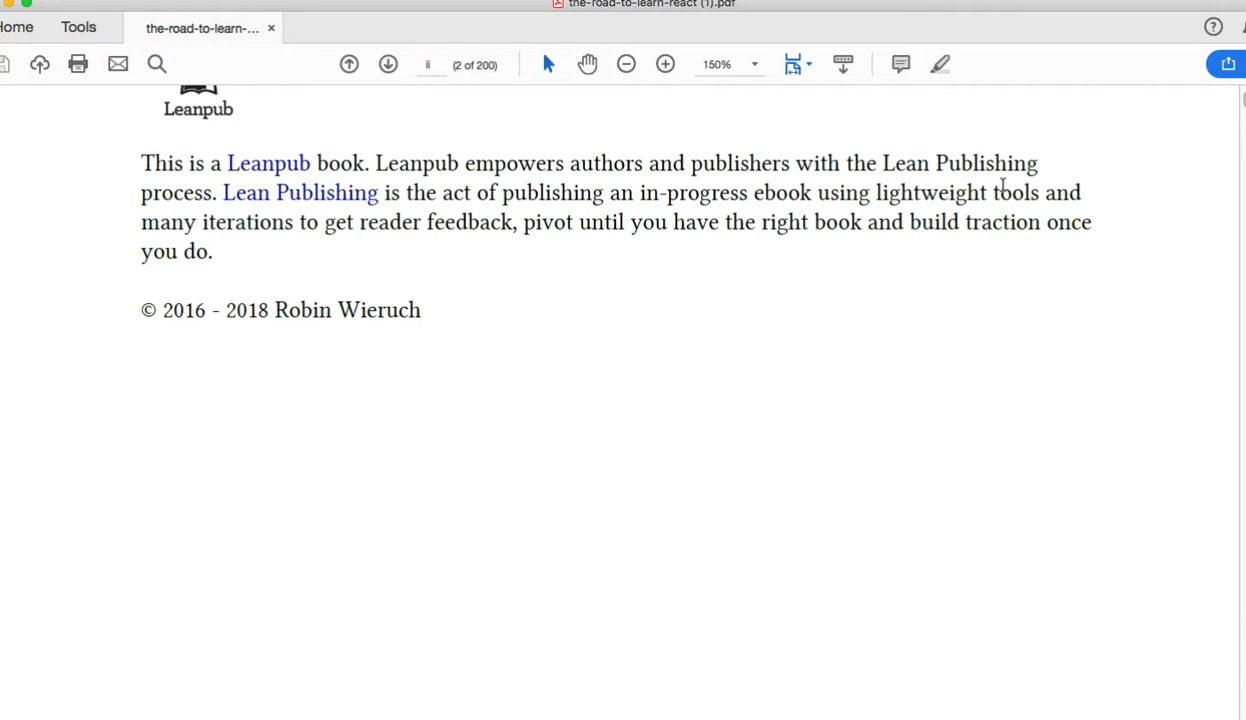 the-road-to-learn-react (1).pdf
Home Tools the-road-to-learn-... ×
ii (2 of 200) 150%
Leanpub
This is a Leanpub book. Leanpub empowers authors and publishers with the Lean Publishing
process. Lean Publishing is the act of publishing an in-progress ebook using lightweight tools and
many iterations to get reader feedback, pivot until you have the right book and build traction once
you do.
© 2016 - 2018 Robin Wieruch